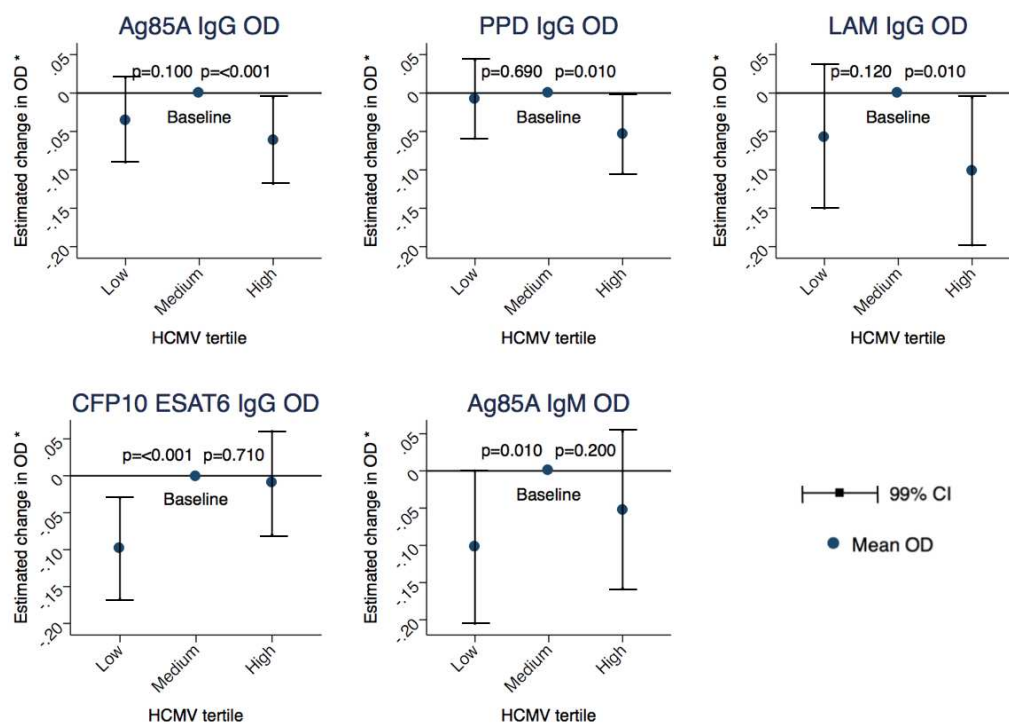 Ag85A IgG OD
Estimated change in OD *
.05
0
-.05
-.10
-.15
-.20
p=0.100 p=<0.001
Baseline
Low
Medium
High
HCMV tertile
PPD IgG OD
Estimated change in OD *
.05
0
-.05
-.10
-.15
-.20
p=0.690 p=0.010
Baseline
Low
Medium
High
HCMV tertile
LAM IgG OD
Estimated change in OD *
.05
0
-.05
-.10
-.15
-.20
p=0.120 p=0.010
Baseline
Low
Medium
High
HCMV tertile
CFP10 ESAT6 IgG OD
Estimated change in OD *
.05
0
-.05
-.10
-.15
-.20
p=<0.001 p=0.710
Baseline
Low
Medium
High
HCMV tertile
Ag85A IgM OD
Estimated change in OD *
.05
0
-.05
-.10
-.15
-.20
p=0.010 p=0.200
Baseline
Low
Medium
High
HCMV tertile
99% CI
Mean OD